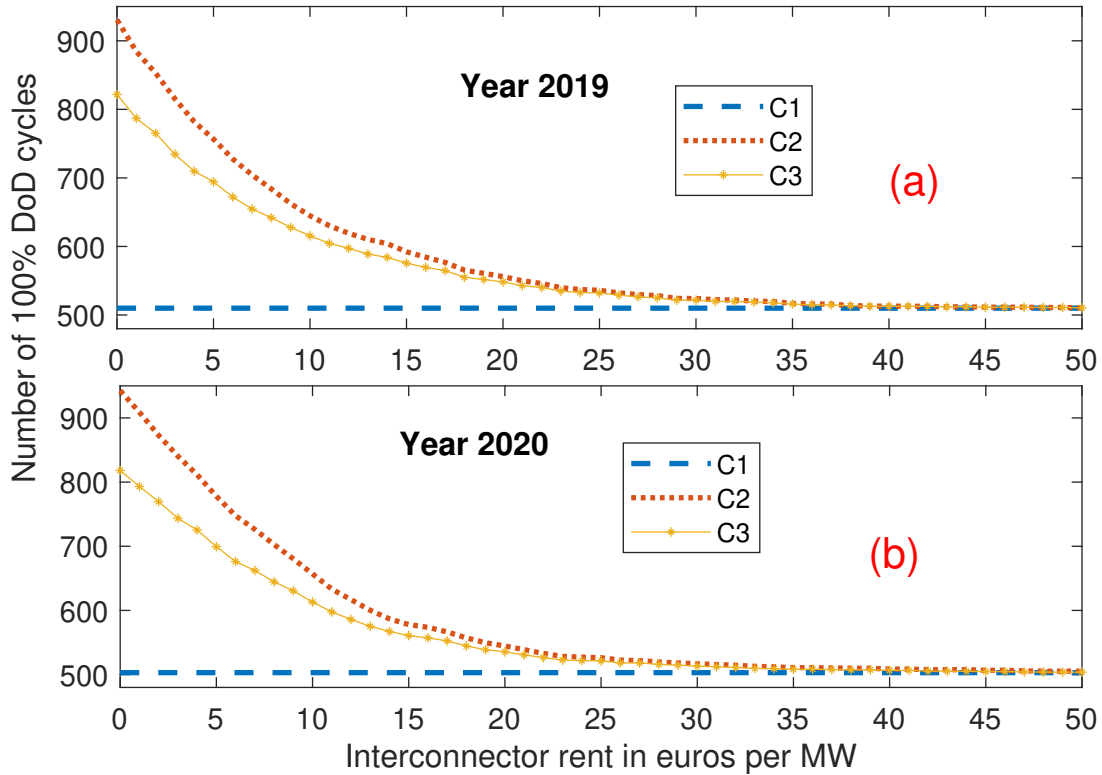 Number of 100% DoD cycles
900
800
700
600
500
Year 2019
C1
C2
C3
(a)
0 5 10 15 20 25 30 35 40 45 50
900
800
700
600
500
Year 2020
C1
C2
C3
(b)
0 5 10 15 20 25 30 35 40 45 50
Interconnector rent in euros per MW